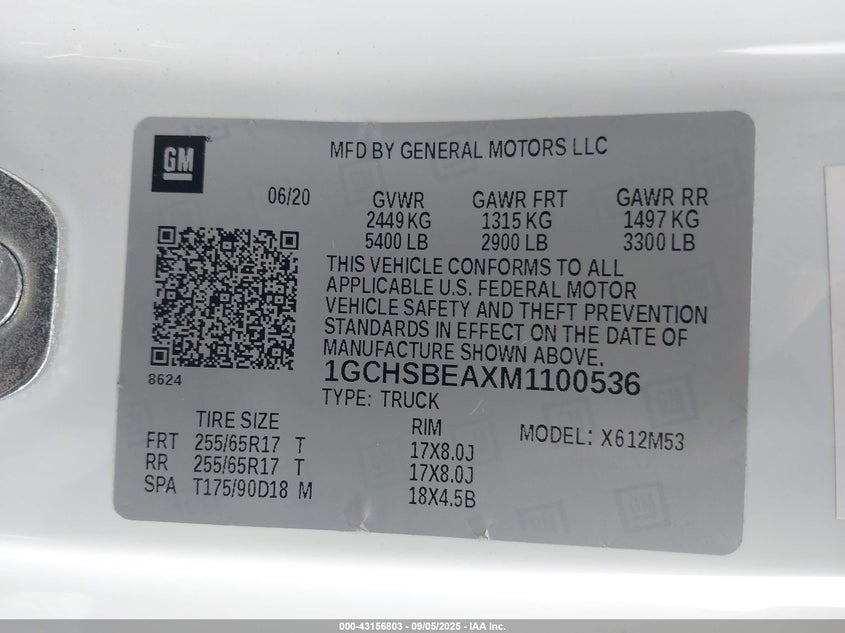 GM
MFD BY GENERAL MOTORS LLC
06/20 GVWR GAWR FRT GAWR RR
2449 KG 1315 KG 1497 KG
5400 LB 2900 LB 3300 LB
THIS VEHICLE CONFORMS TO ALL
APPLICABLE U.S. FEDERAL MOTOR
VEHICLE SAFETY AND THEFT PREVENTION
STANDARDS IN EFFECT ON THE DATE OF
MANUFACTURE SHOWN ABOVE.
8624
1GCHSBEAXM1100536
TYPE: TRUCK
TIRE SIZE RIM MODEL: X612M53
FRT 255/65R17 T 17X8.0J
RR 255/65R17 T 17X8.0J
SPA T175/90D18 M 18X4.5B
000-43156803 - 09/05/2025 - IAA Inc.